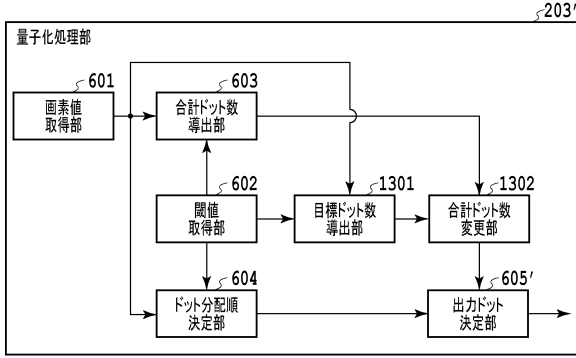 203′
量子化処理部
601
画素値
取得部
603
合計ドット数
導出部
602
閾値
取得部
1301
目標ドット数
導出部
1302
合計ドット数
変更部
604
ドット分配順
決定部
605′
出力ドット
決定部